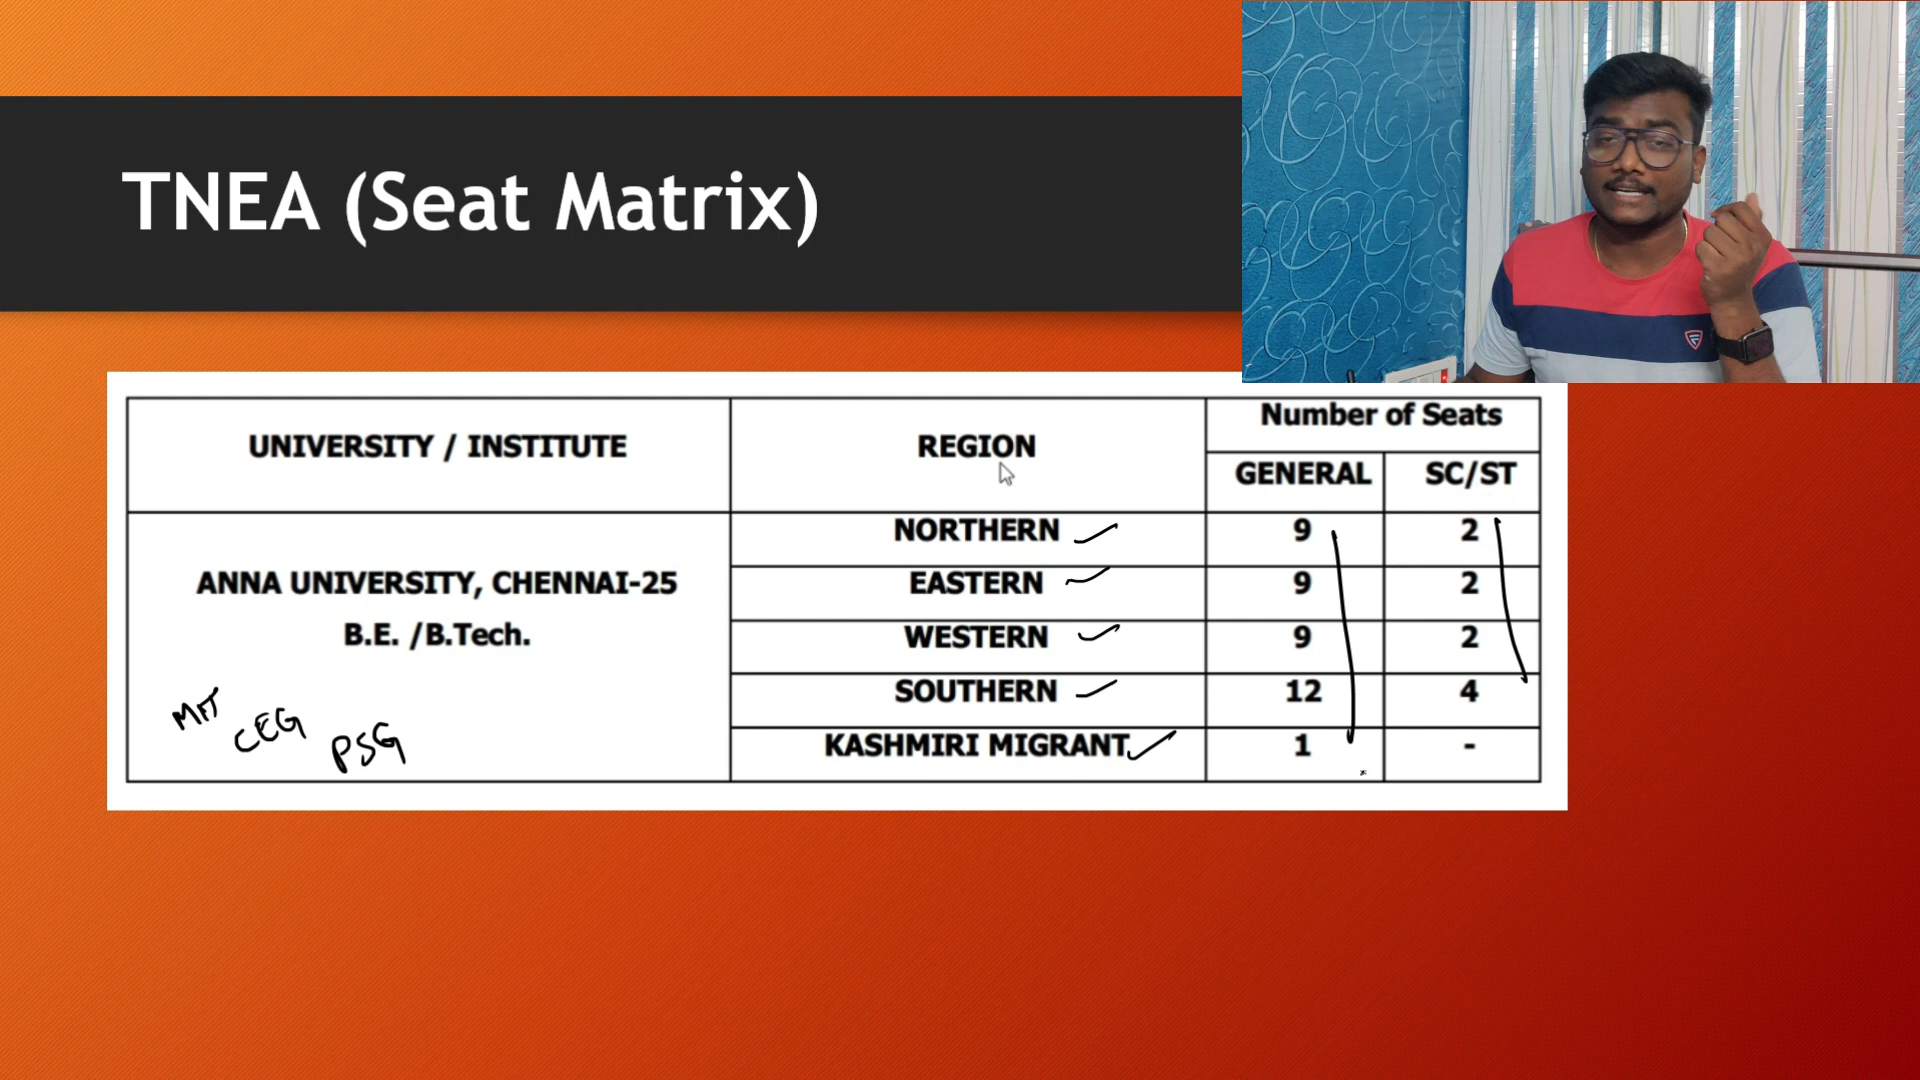 TNEA (Seat Matrix)
UNIVERSITY / INSTITUTE REGION Number of Seats
GENERAL SC/ST
ANNA UNIVERSITY, CHENNAI-25
B.E. /B.Tech.
MIT CEG PSG
NORTHERN 9 2
EASTERN 9 2
WESTERN 9 2
SOUTHERN 12 4
KASHMIRI MIGRANT 1 -